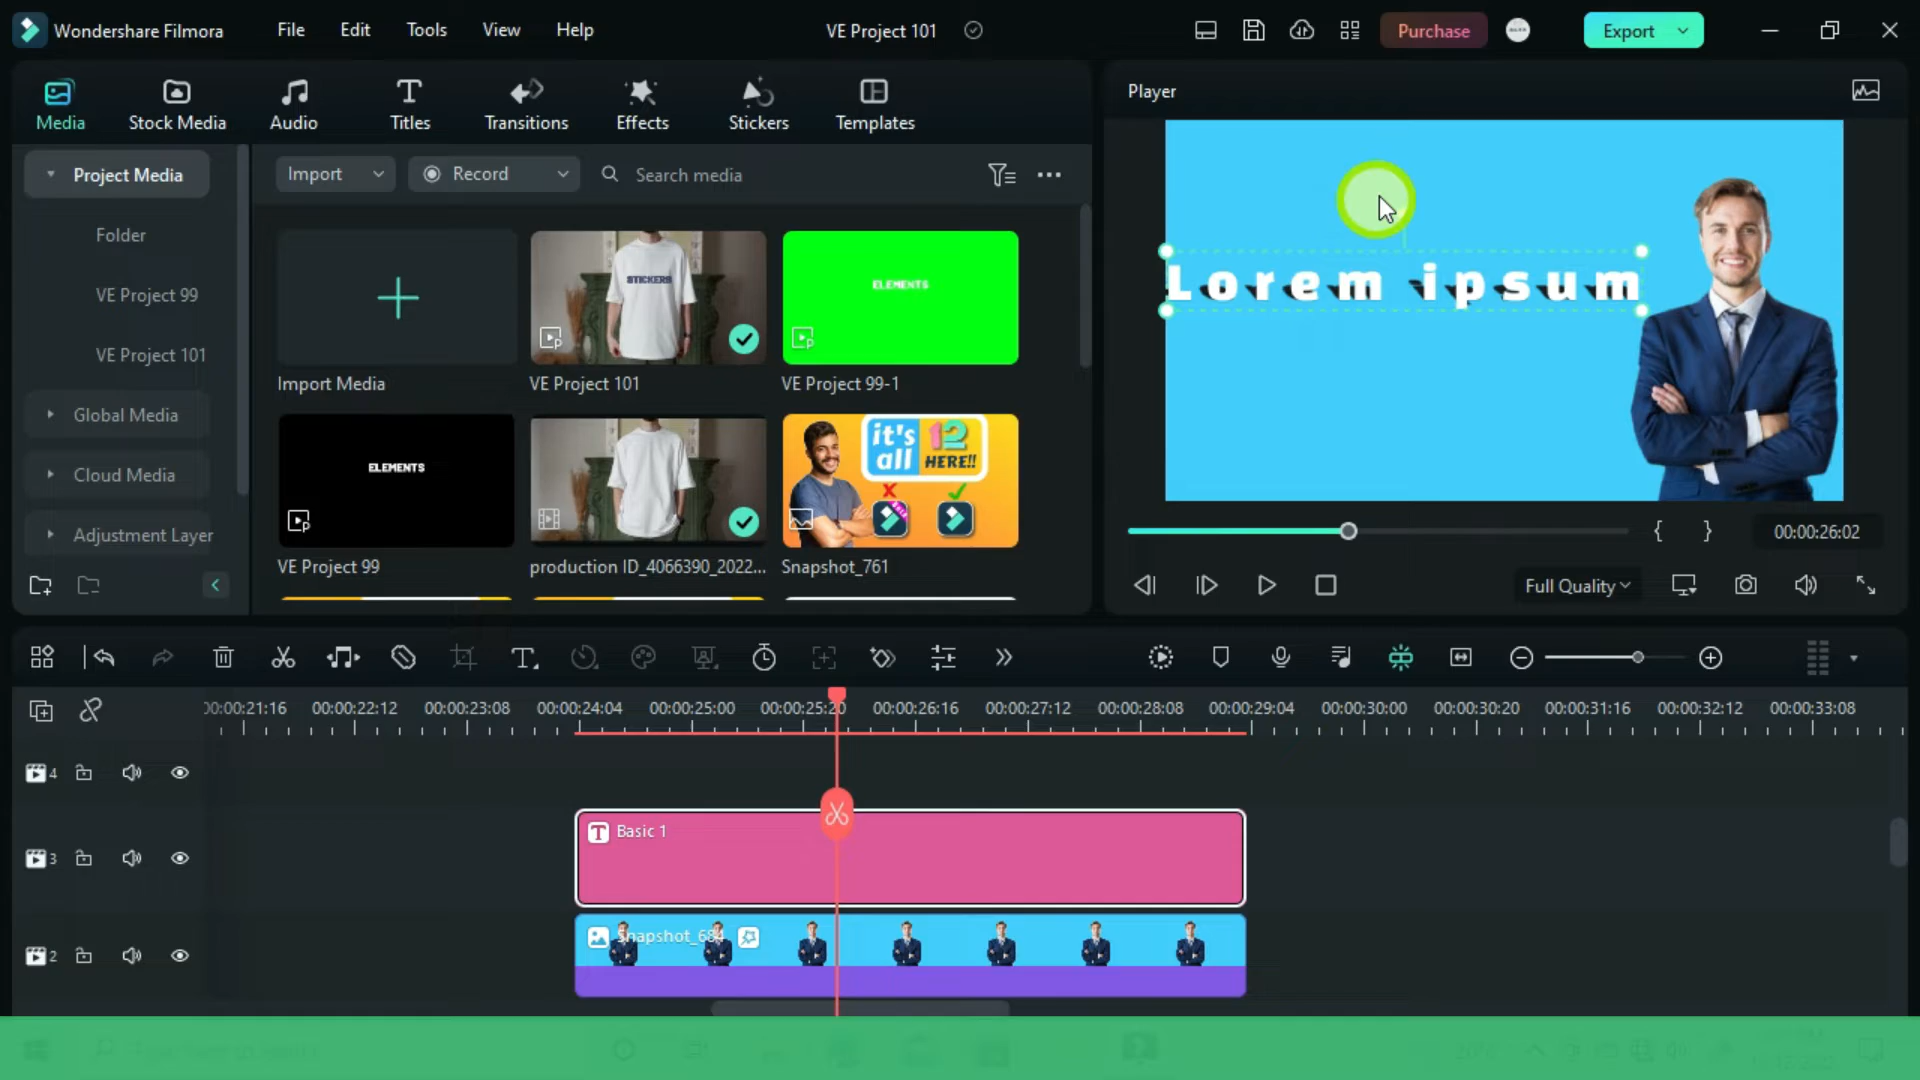 Wondershare Filmora
File
Edit
Tools
View
Help
VE Project 101
Purchase
Export
Media
Stock Media
Audio
Titles
Transitions
Effects
Stickers
Templates
Player
Project Media
Import
Record
Search media
Folder
VE Project 99
VE Project 101
Global Media
Cloud Media
Adjustment Layer
STICKERS
ELEMENTS
Import Media
VE Project 101
VE Project 99-1
ELEMENTS
it's all 12 HERE!!
VE Project 99
production ID_4066390_2022...
Snapshot_761
Lorem ipsum
00:00:26:02
Full Quality
00:00:21:16
00:00:22:12
00:00:23:08
00:00:24:04
00:00:25:00
00:00:25:20
00:00:26:16
00:00:27:12
00:00:28:08
00:00:29:04
00:00:30:00
00:00:30:20
00:00:31:16
00:00:32:12
00:00:33:08
4
3
Basic 1
2
Snapshot_684